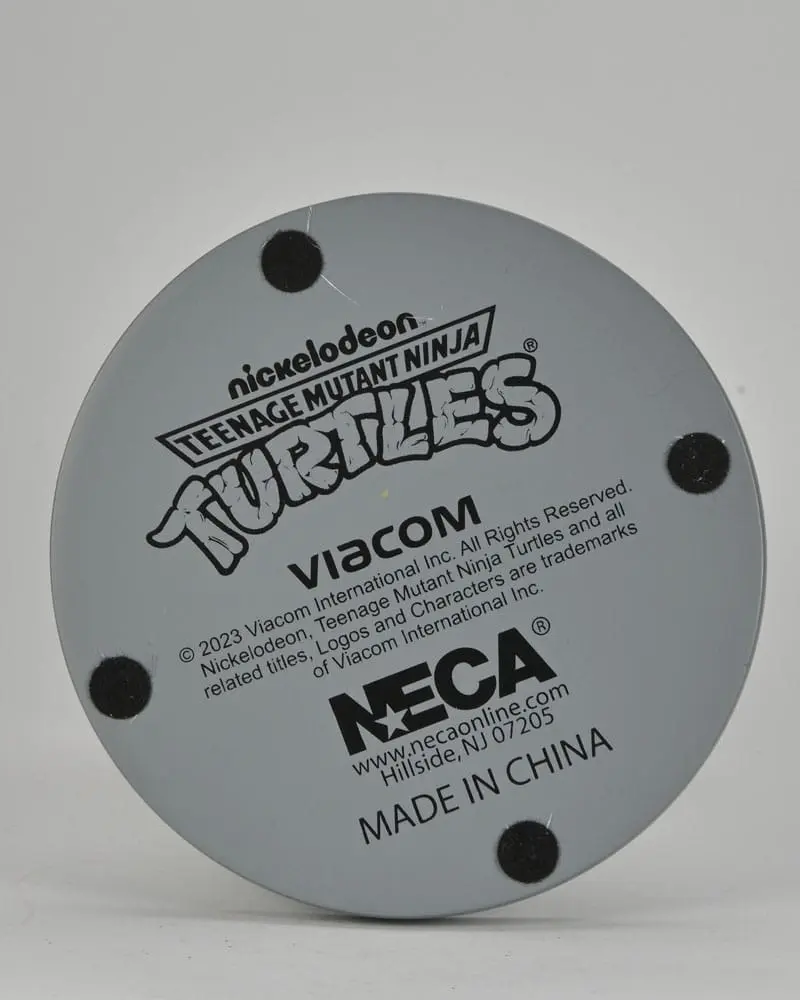 nickelodeon™
TEENAGE MUTANT NINJA
TURTLES®
VIACOM
© 2023 Viacom International Inc. All Rights Reserved.
Nickelodeon, Teenage Mutant Ninja Turtles and all
related titles, Logos and Characters are trademarks
of Viacom International Inc.
NECA®
www.necaonline.com
Hillside, NJ 07205
MADE IN CHINA